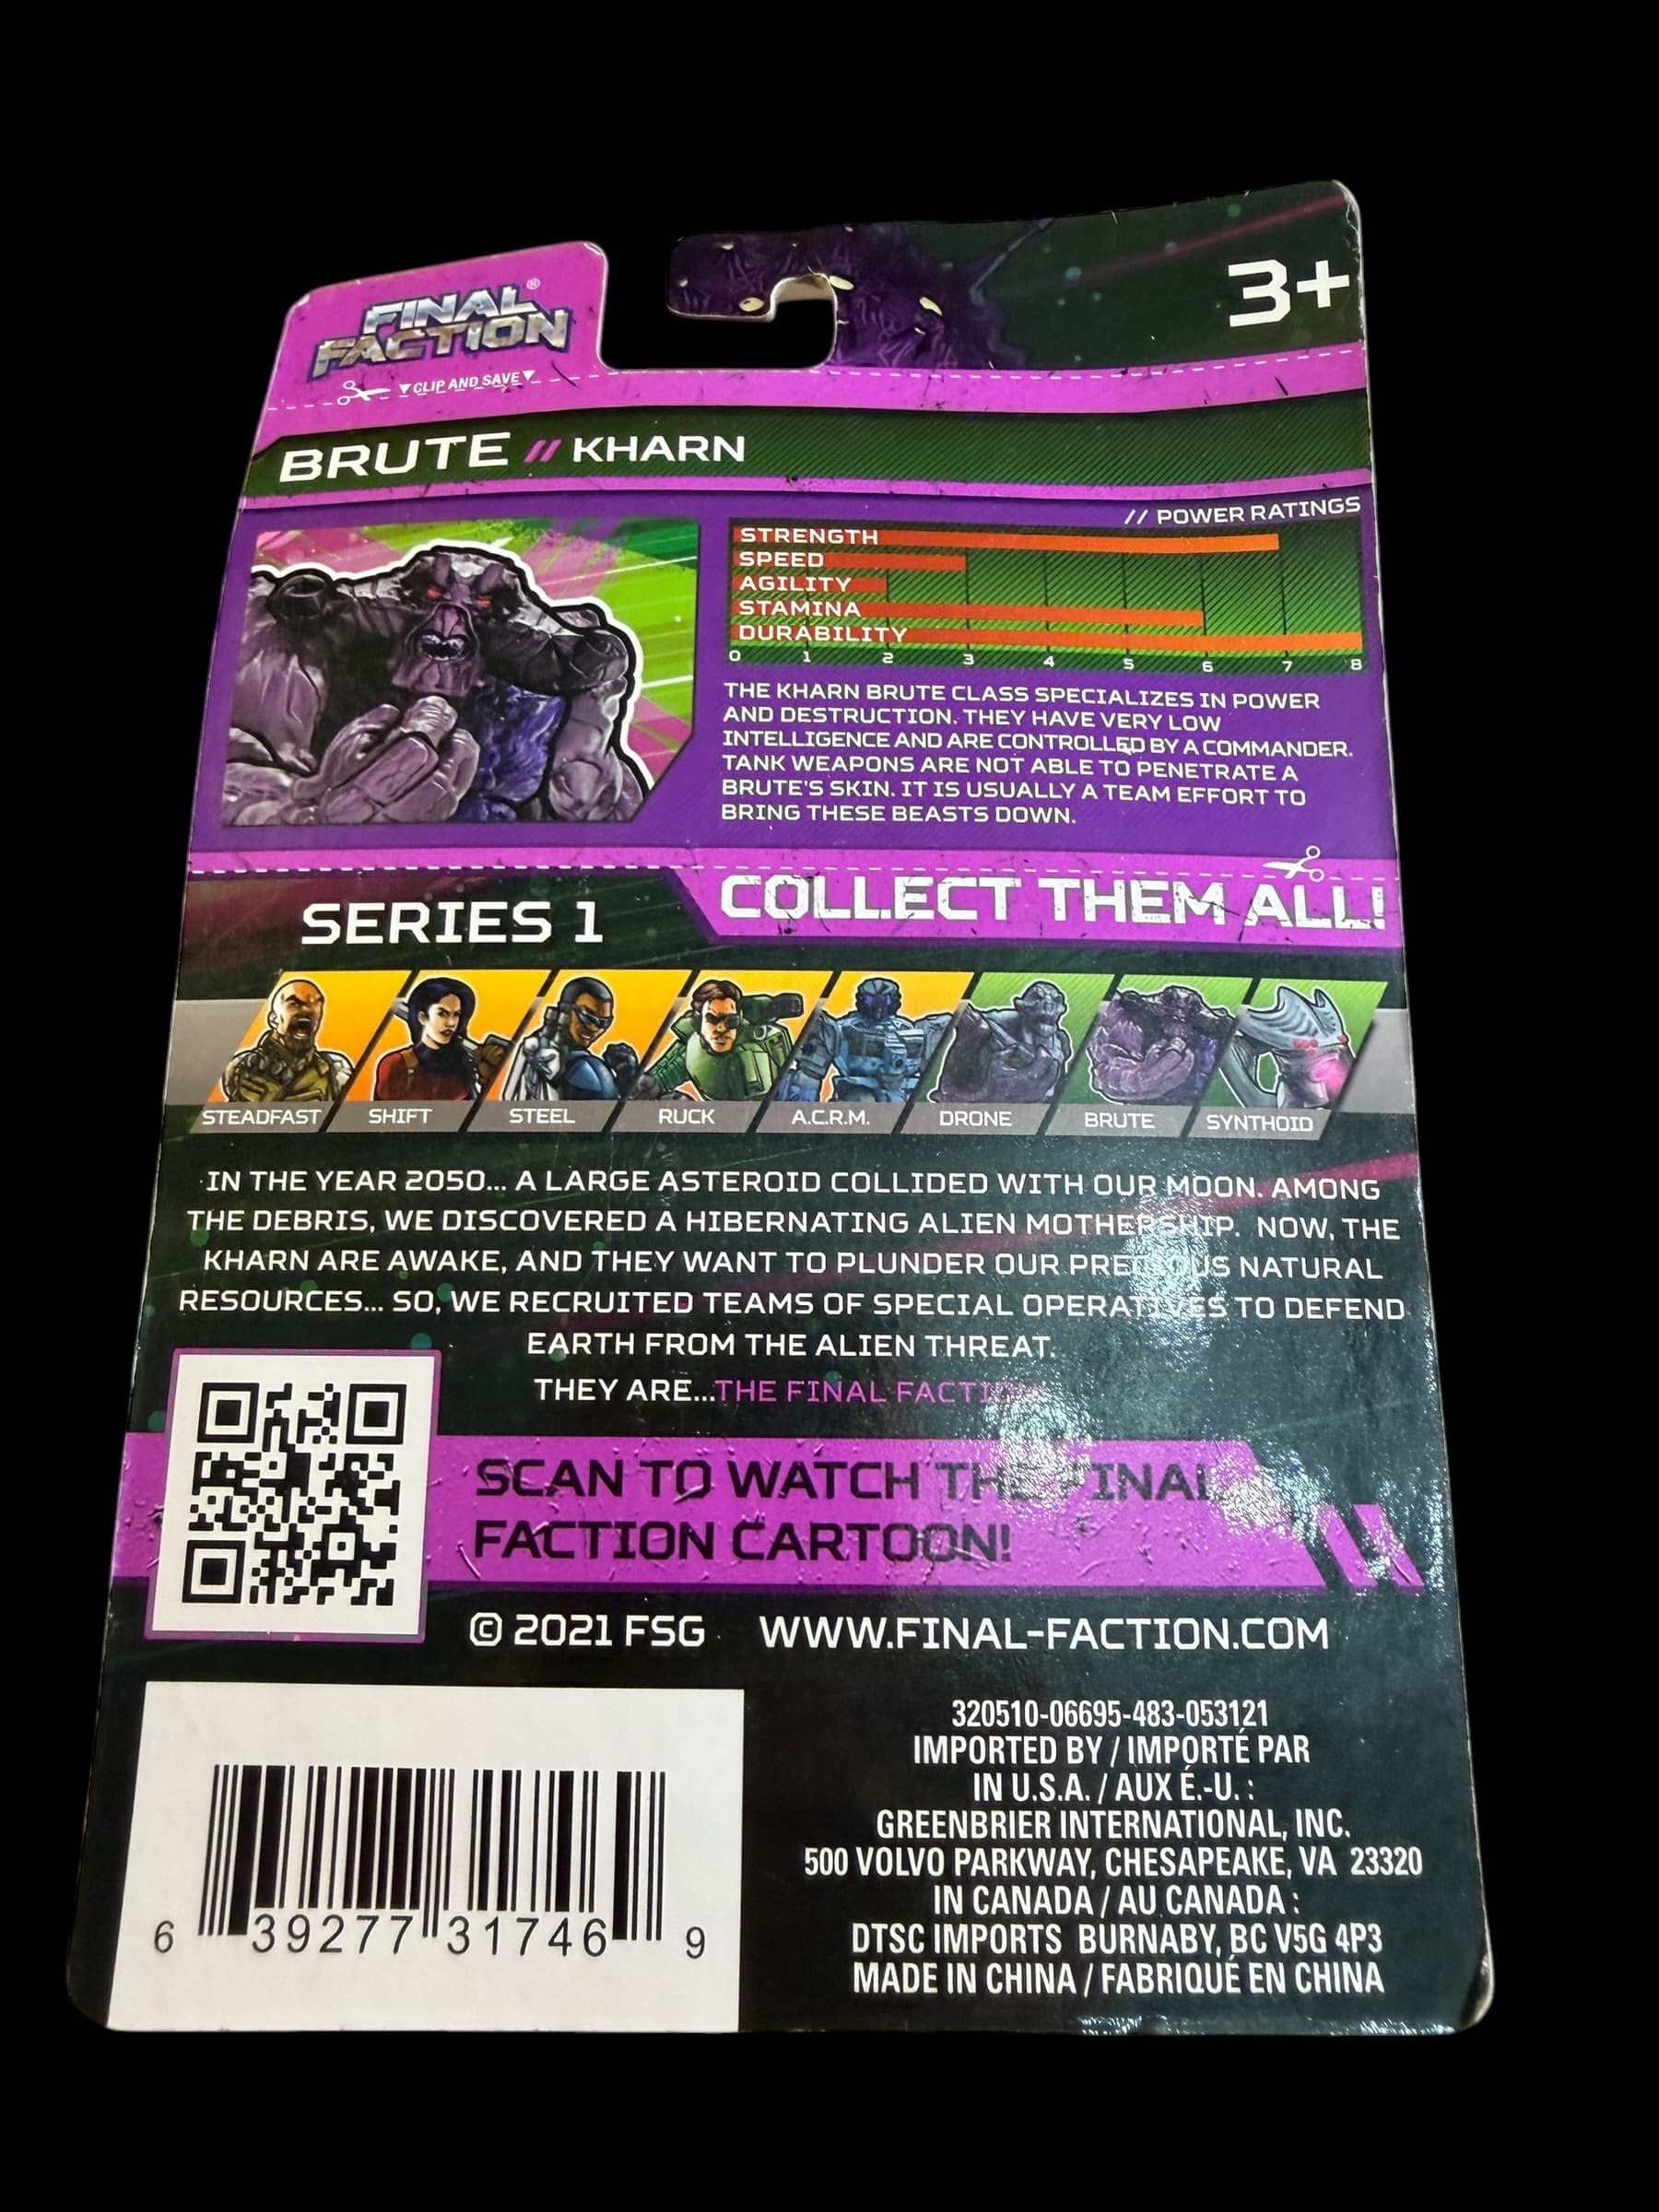 FINAL
FACTION®
▼CLIP AND SAVE▼
3+
BRUTE // KHARN
// POWER RATINGS
STRENGTH
SPEED
AGILITY
STAMINA
DURABILITY
0 1 2 3 4 5 6 7 8
THE KHARN BRUTE CLASS SPECIALIZES IN POWER
AND DESTRUCTION. THEY HAVE VERY LOW
INTELLIGENCE AND ARE CONTROLLED BY A COMMANDER.
TANK WEAPONS ARE NOT ABLE TO PENETRATE A
BRUTE'S SKIN. IT IS USUALLY A TEAM EFFORT TO
BRING THESE BEASTS DOWN.
SERIES 1
COLLECT THEM ALL!
STEADFAST SHIFT STEEL RUCK A.C.R.M. DRONE BRUTE SYNTHOID
IN THE YEAR 2050... A LARGE ASTEROID COLLIDED WITH OUR MOON. AMONG
THE DEBRIS, WE DISCOVERED A HIBERNATING ALIEN MOTHERSHIP. NOW, THE
KHARN ARE AWAKE, AND THEY WANT TO PLUNDER OUR PRECIOUS NATURAL
RESOURCES... SO, WE RECRUITED TEAMS OF SPECIAL OPERATIVES TO DEFEND
EARTH FROM THE ALIEN THREAT.
THEY ARE...THE FINAL FACTION
SCAN TO WATCH THE FINAL
FACTION CARTOON!
© 2021 FSG WWW.FINAL-FACTION.COM
6 39277 31746 9
320510-06695-483-053121
IMPORTED BY / IMPORTÉ PAR
IN U.S.A. / AUX É.-U. :
GREENBRIER INTERNATIONAL, INC.
500 VOLVO PARKWAY, CHESAPEAKE, VA 23320
IN CANADA / AU CANADA :
DTSC IMPORTS BURNABY, BC V5G 4P3
MADE IN CHINA / FABRIQUÉ EN CHINA